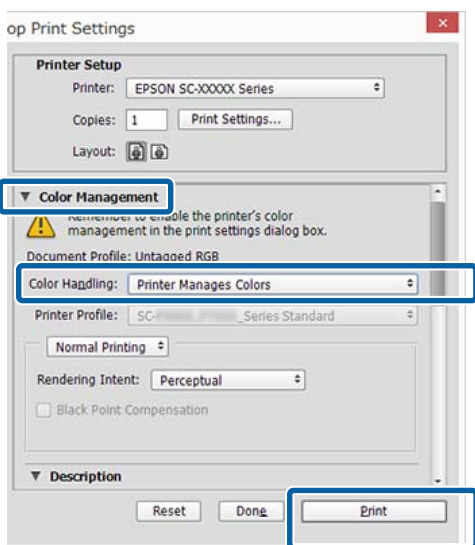 op Print Settings
Printer Setup
Printer: EPSON SC-XXXXX Series
Copies: 1 Print Settings...
Layout:
Color Management
Remember to enable the printer's color
management in the print settings dialog box.
Document Profile: Untagged RGB
Color Handling: Printer Manages Colors
Printer Profile: SC- _Series Standard
Normal Printing
Rendering Intent: Perceptual
Black Point Compensation
Description
Reset Done Print